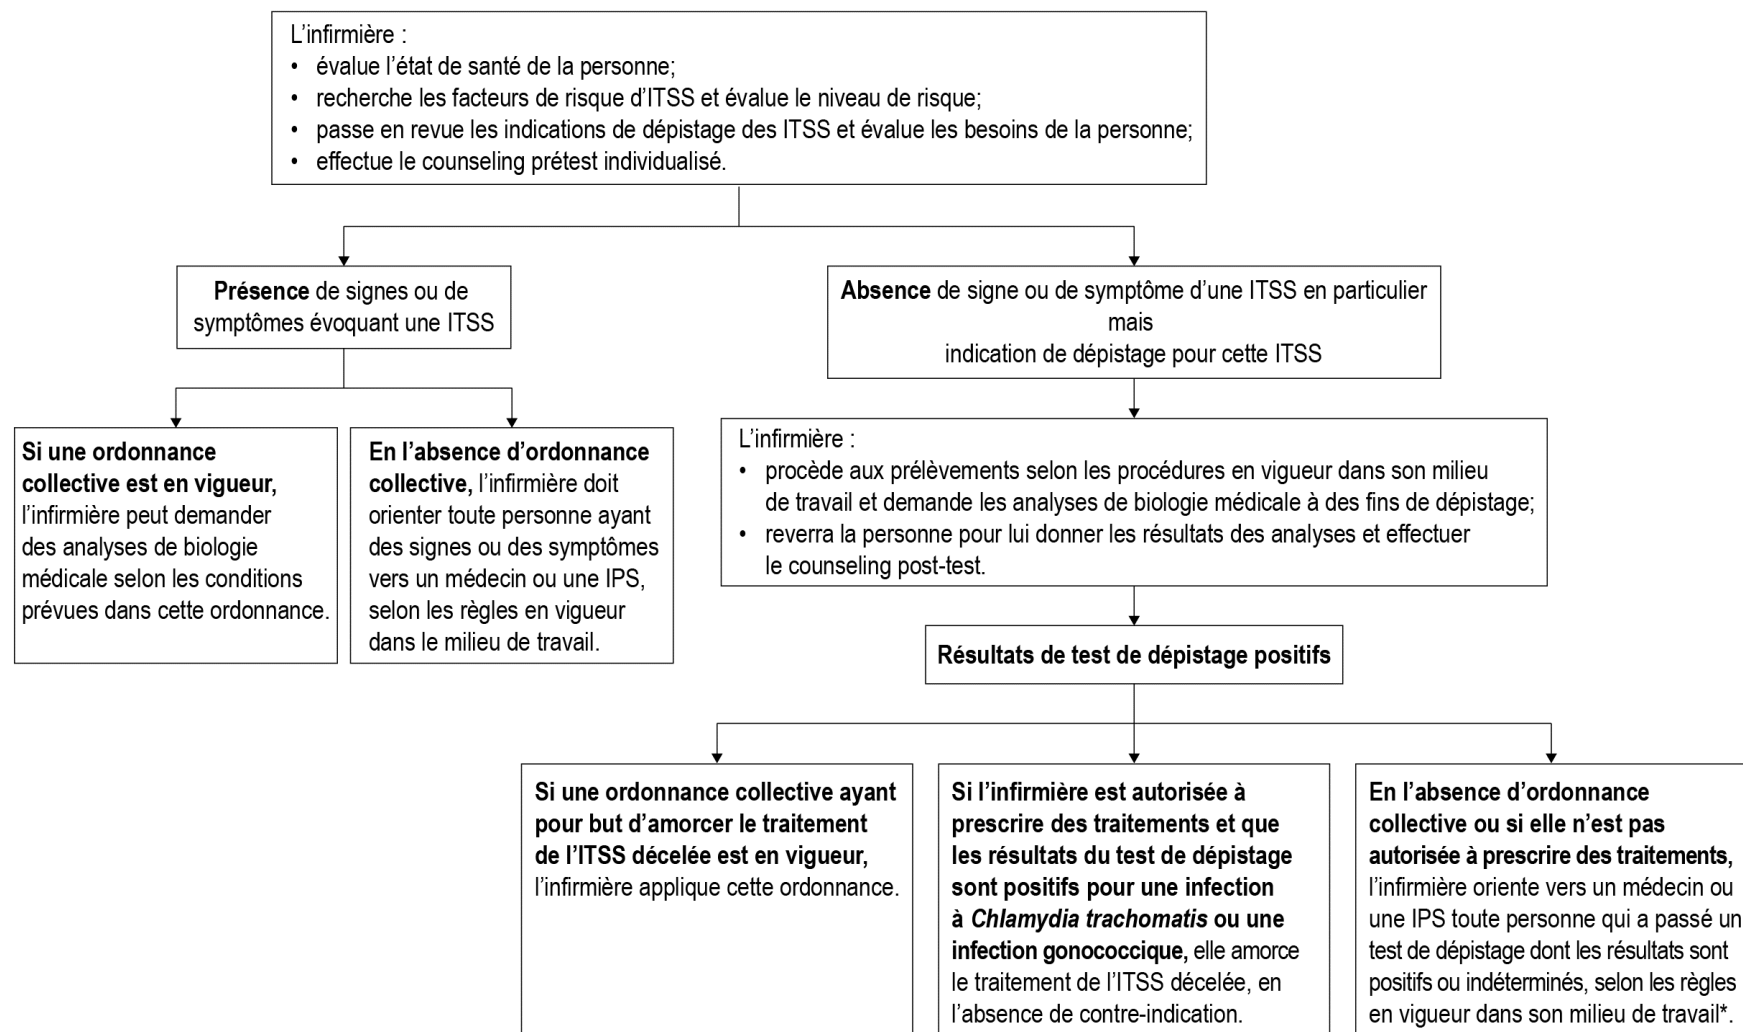 L’infirmière :
• évalue l’état de santé de la personne;
• recherche les facteurs de risque d’ITSS et évalue le niveau de risque;
• passe en revue les indications de dépistage des ITSS et évalue les besoins de la personne;
• effectue le counseling prétest individualisé.
Présence de signes ou de
symptômes évoquant une ITSS
Absence de signe ou de symptôme d’une ITSS en particulier
mais
indication de dépistage pour cette ITSS
Si une ordonnance
collective est en vigueur,
l’infirmière peut demander
des analyses de biologie
médicale selon les conditions
prévues dans cette ordonnance.
En l’absence d’ordonnance
collective, l’infirmière doit
orienter toute personne ayant
des signes ou des symptômes
vers un médecin ou une IPS,
selon les règles en vigueur
dans le milieu de travail.
L’infirmière :
• procède aux prélèvements selon les procédures en vigueur dans son milieu
de travail et demande les analyses de biologie médicale à des fins de dépistage;
• reverra la personne pour lui donner les résultats des analyses et effectuer
le counseling post-test.
Résultats de test de dépistage positifs
Si une ordonnance collective ayant
pour but d’amorcer le traitement
de l’ITSS décelée est en vigueur,
l’infirmière applique cette ordonnance.
Si l’infirmière est autorisée à
prescrire des traitements et que
les résultats du test de dépistage
sont positifs pour une infection
à Chlamydia trachomatis ou une
infection gonococcique, elle amorce
le traitement de l’ITSS décelée, en
l’absence de contre-indication.
En l’absence d’ordonnance
collective ou si elle n’est pas
autorisée à prescrire des traitements,
l’infirmière oriente vers un médecin ou
une IPS toute personne qui a passé un
test de dépistage dont les résultats sont
positifs ou indéterminés, selon les règles
en vigueur dans son milieu de travail*.